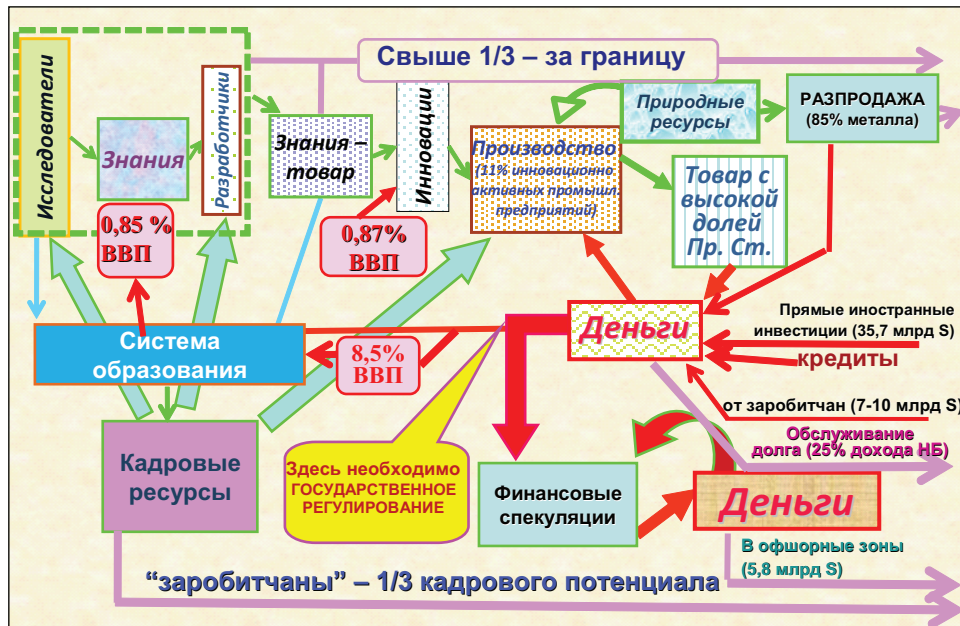 Свыше 1/3 – за границу
Исследователи
Знания
Разработчики
Знания –
товар
Инновации
Производство
(11% инновационно
активных промышл.
предприятий)
Природные
ресурсы
РАЗПРОДАЖА
(85% металла)
Товар с
высокой
долей
Пр. Ст.
0,85 %
ВВП
0,87%
ВВП
Система
образования
8,5%
ВВП
Деньги
Прямые иностранные
инвестиции (35,7 млрд S)
кредиты
от заробитчан (7-10 млрд S)
Обслуживание
долга (25% дохода НБ)
Кадровые
ресурсы
Здесь необходимо
ГОСУДАРСТВЕННОЕ
РЕГУЛИРОВАНИЕ
Финансовые
спекуляции
Деньги
В офшорные зоны
(5,8 млрд S)
“заробитчаны” – 1/3 кадрового потенциала